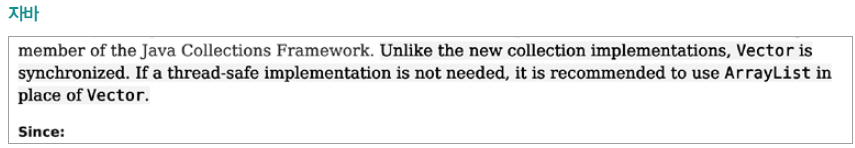 자바
member of the Java Collections Framework. Unlike the new collection implementations, Vector is
synchronized. If a thread-safe implementation is not needed, it is recommended to use ArrayList in
place of Vector.
Since: